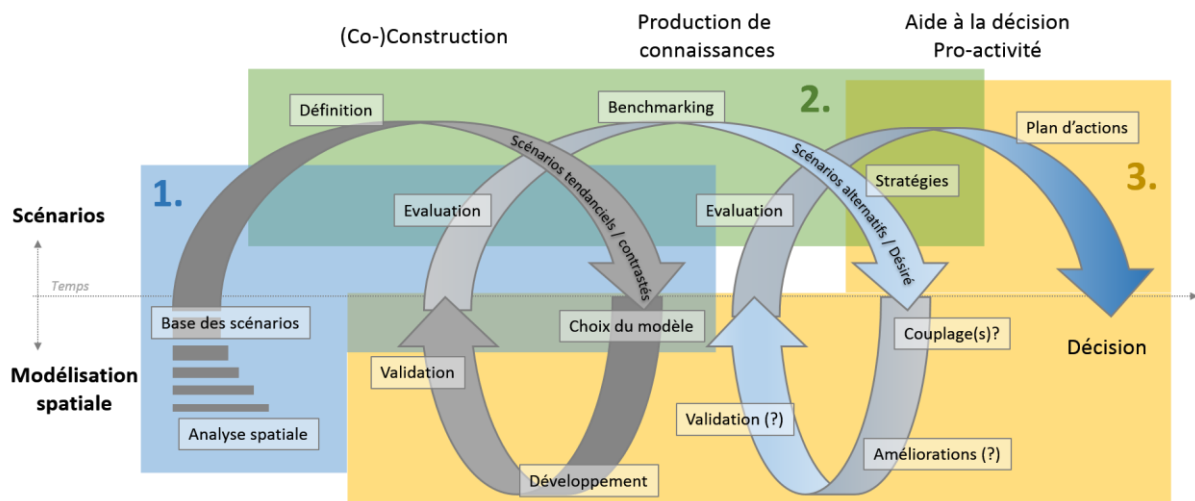 (Co-)Construction
Production de
connaissances
Aide à la décision
Pro-activité
Définition
Benchmarking
2.
Plan d'actions
1.
Scénarios tendanciels / contrastés
Scénarios alternatifs / Désiré
Stratégies
3.
Scénarios
Evaluation
Evaluation
Temps
Base des scénarios
Choix du modèle
Couplage(s)?
Décision
Modélisation
spatiale
Validation
Analyse spatiale
Validation (?)
Améliorations (?)
Développement